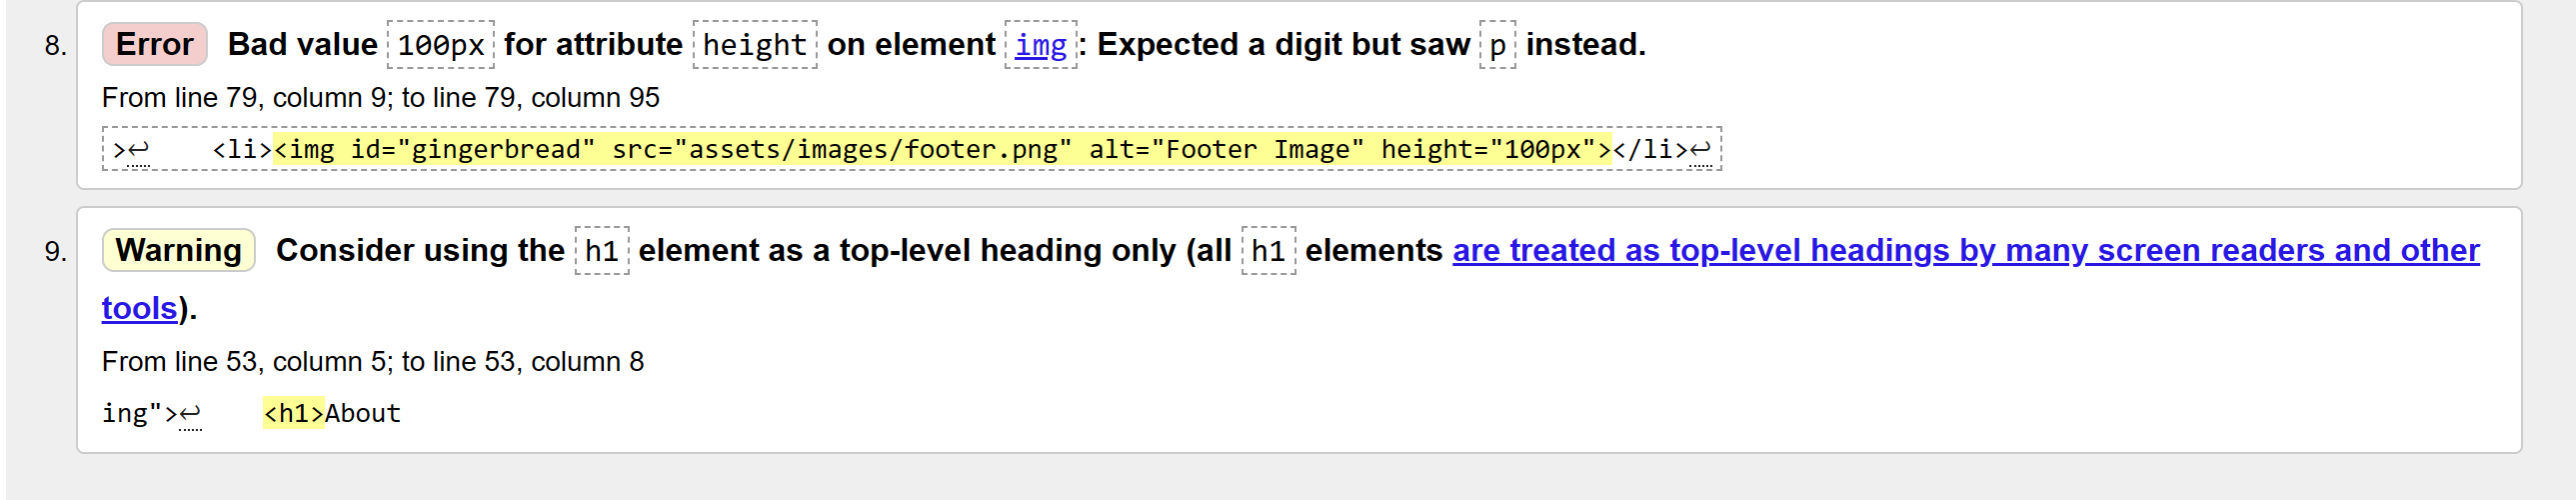 8. Error Bad value 100px for attribute height on element img: Expected a digit but saw p instead.
From line 79, column 9; to line 79, column 95
>↩    <li><img id="gingerbread" src="assets/images/footer.png" alt="Footer Image" height="100px"></li>↩
9. Warning Consider using the h1 element as a top-level heading only (all h1 elements are treated as top-level headings by many screen readers and other
tools).
From line 53, column 5; to line 53, column 8
ing">↩    <h1>About